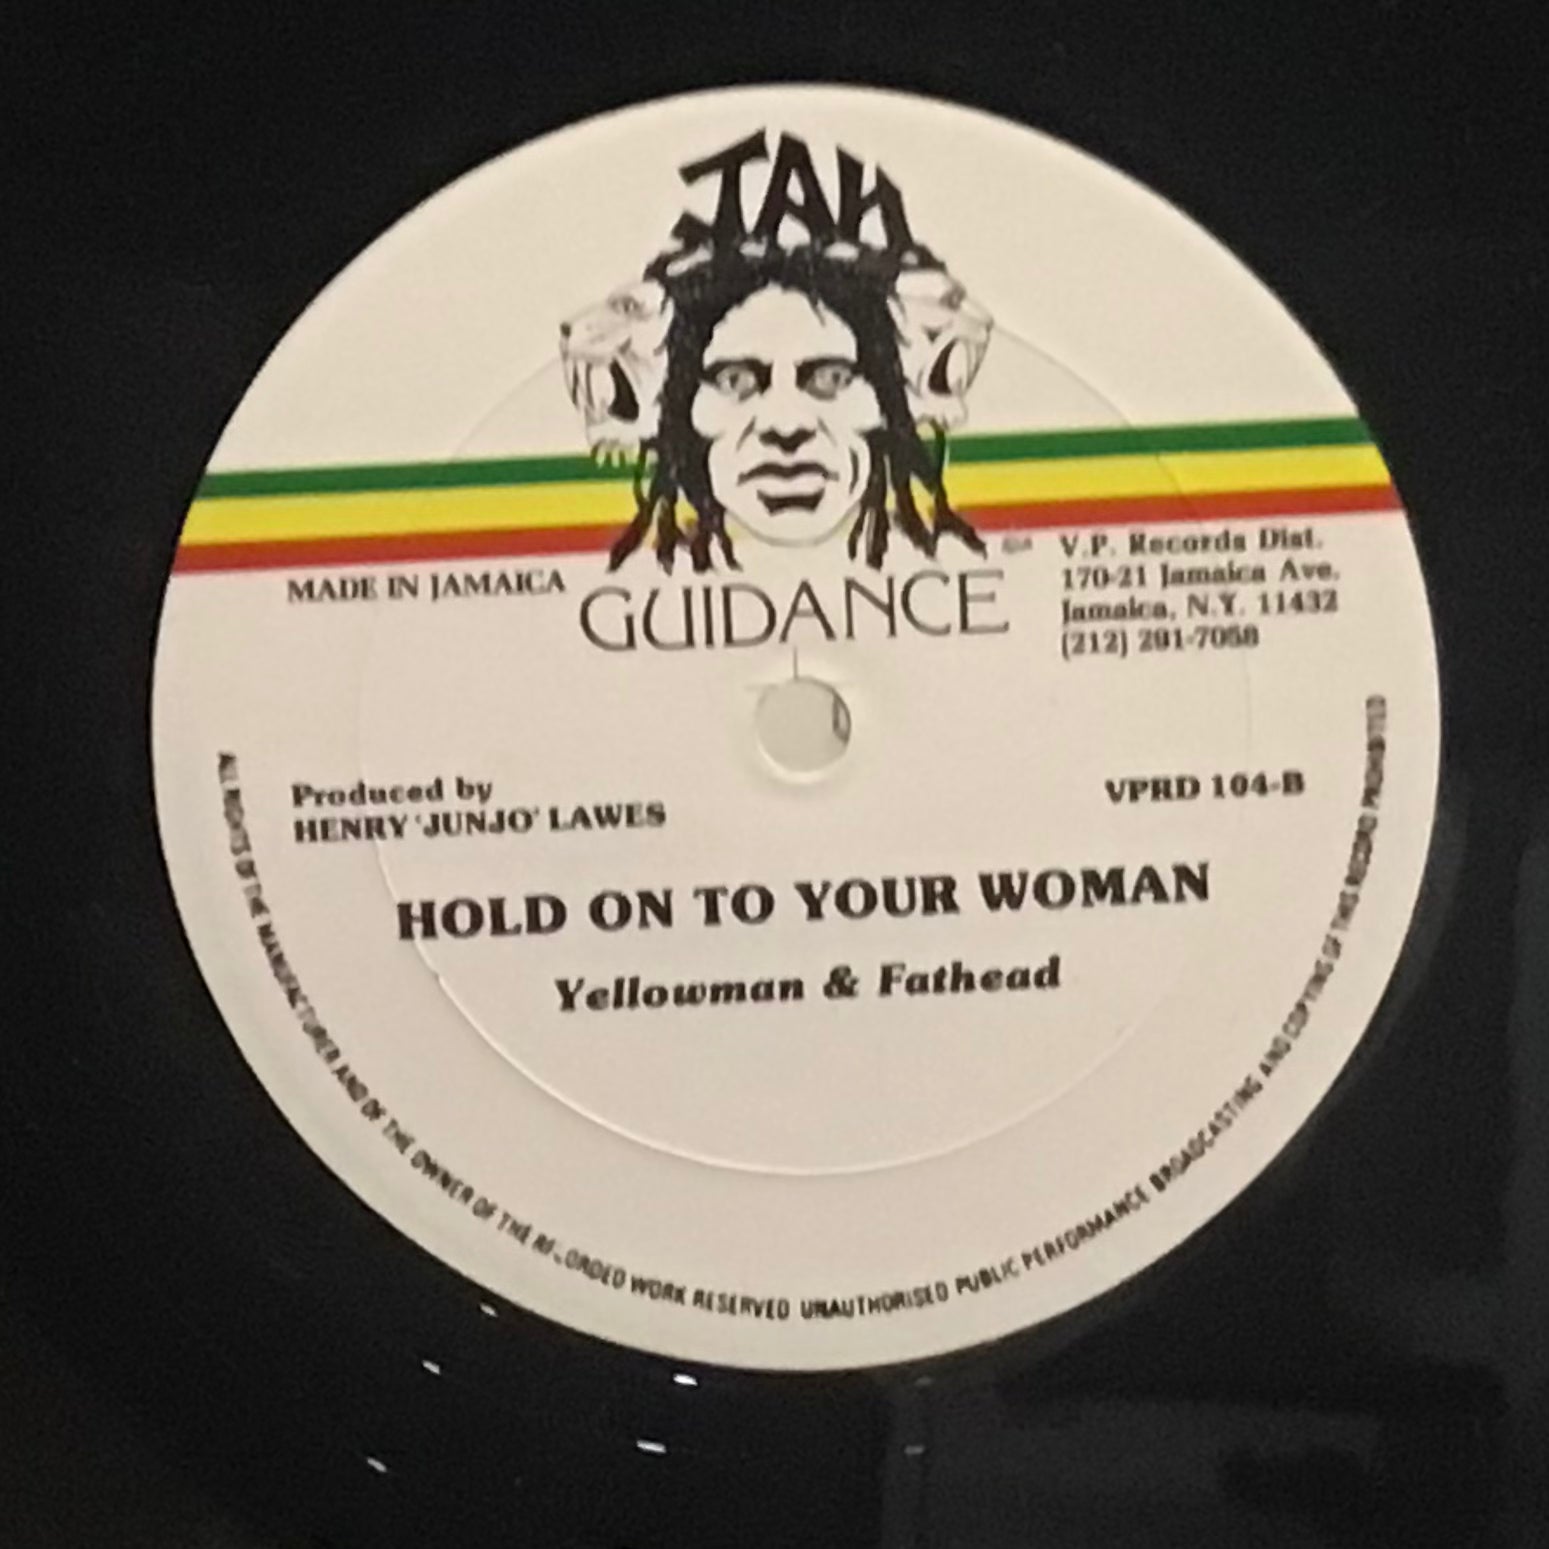 JAH
GUIDANCE
MADE IN JAMAICA
V.P. Records Dist.
170-21 Jamaica Ave.
Jamaica, N.Y. 11432
(212) 291-7058
Produced by
HENRY 'JUNJO' LAWES
VPRD 104-B
HOLD ON TO YOUR WOMAN
Yellowman & Fathead
ALL RIGHTS OF THE MANUFACTURER AND OF THE OWNER OF THE RECORDED WORK RESERVED UNAUTHORISED PUBLIC PERFORMANCE BROADCASTING AND COPYING OF THIS RECORD PROHIBITED